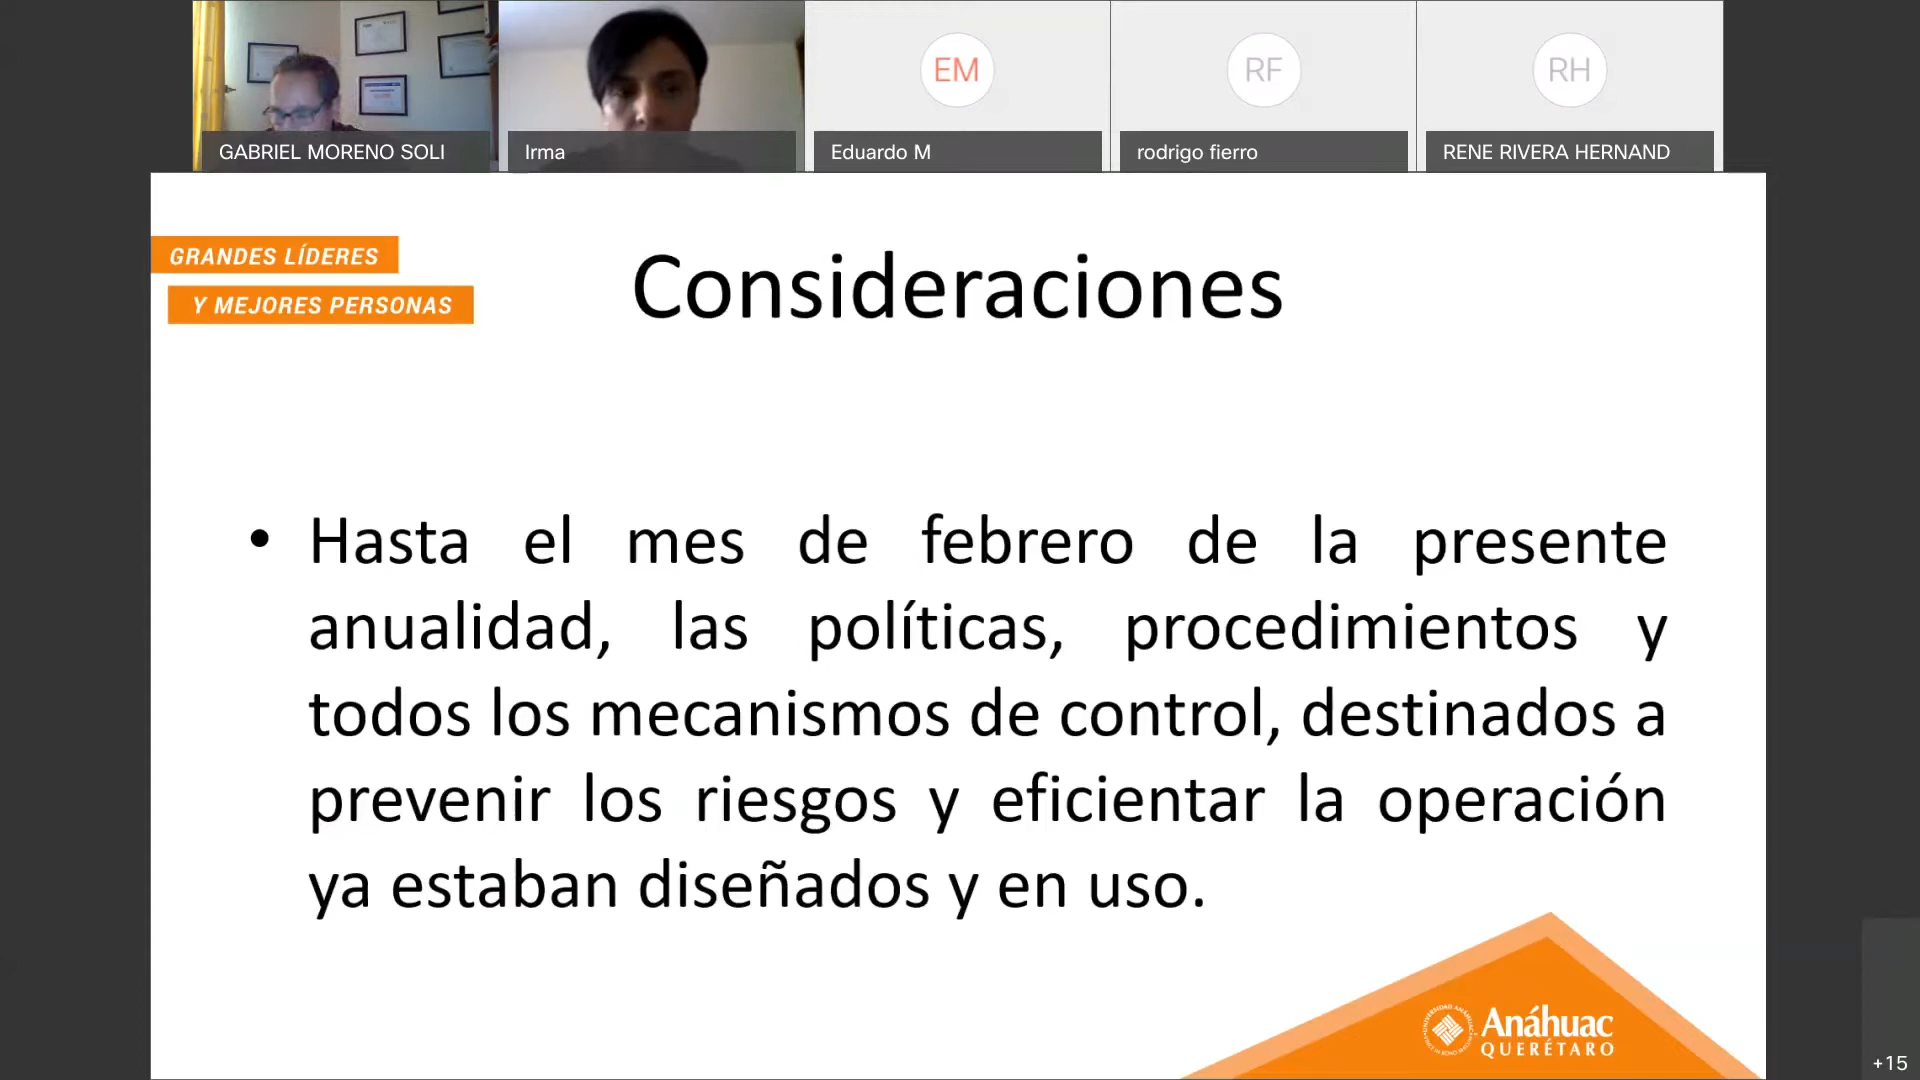 EM
RF
RH
GABRIEL MORENO SOLI
Irma
Eduardo M
rodrigo fierro
RENE RIVERA HERNAND
GRANDES LÍDERES
Y MEJORES PERSONAS
Consideraciones
• Hasta el mes de febrero de la presente
anualidad, las políticas, procedimientos y
todos los mecanismos de control, destinados a
prevenir los riesgos y eficientar la operación
ya estaban diseñados y en uso.
Anáhuac
QUERÉTARO
+15